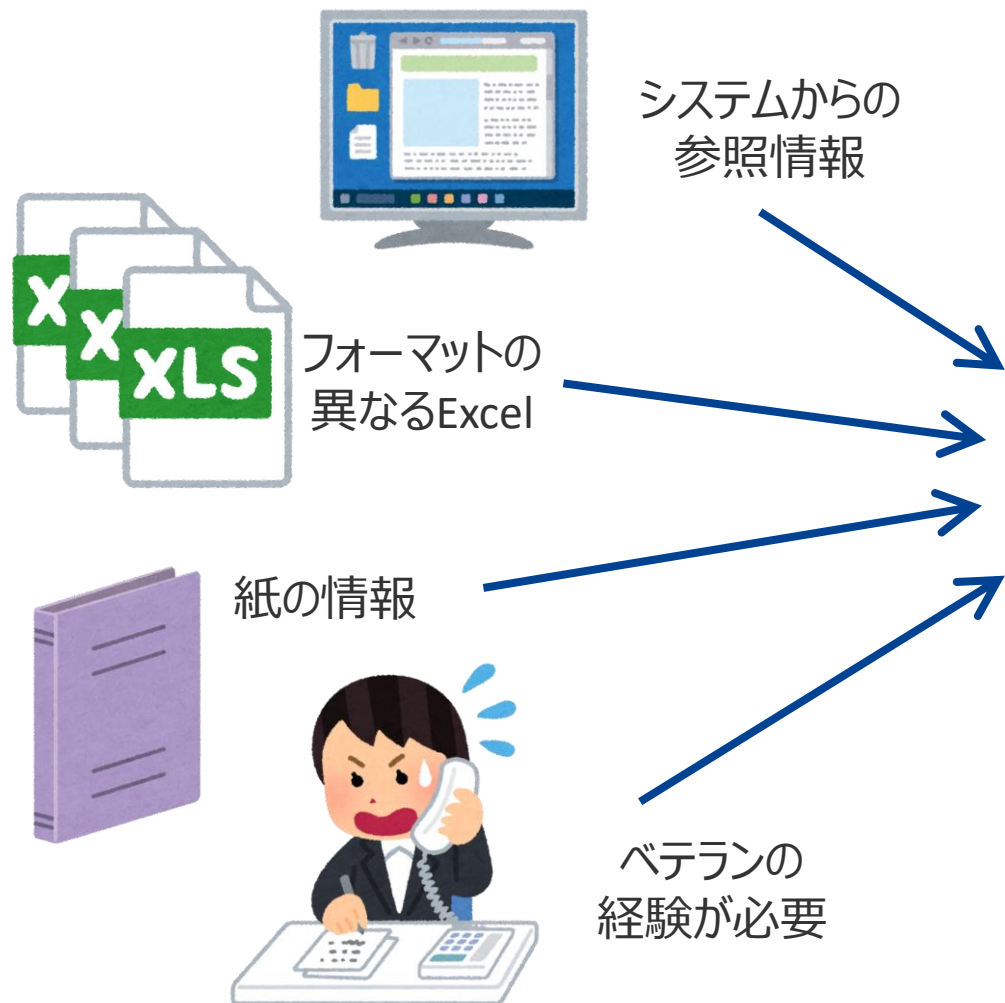 システムからの
参照情報
X
X
XLS
フォーマットの
異なるExcel
紙の情報
ベテランの
経験が必要